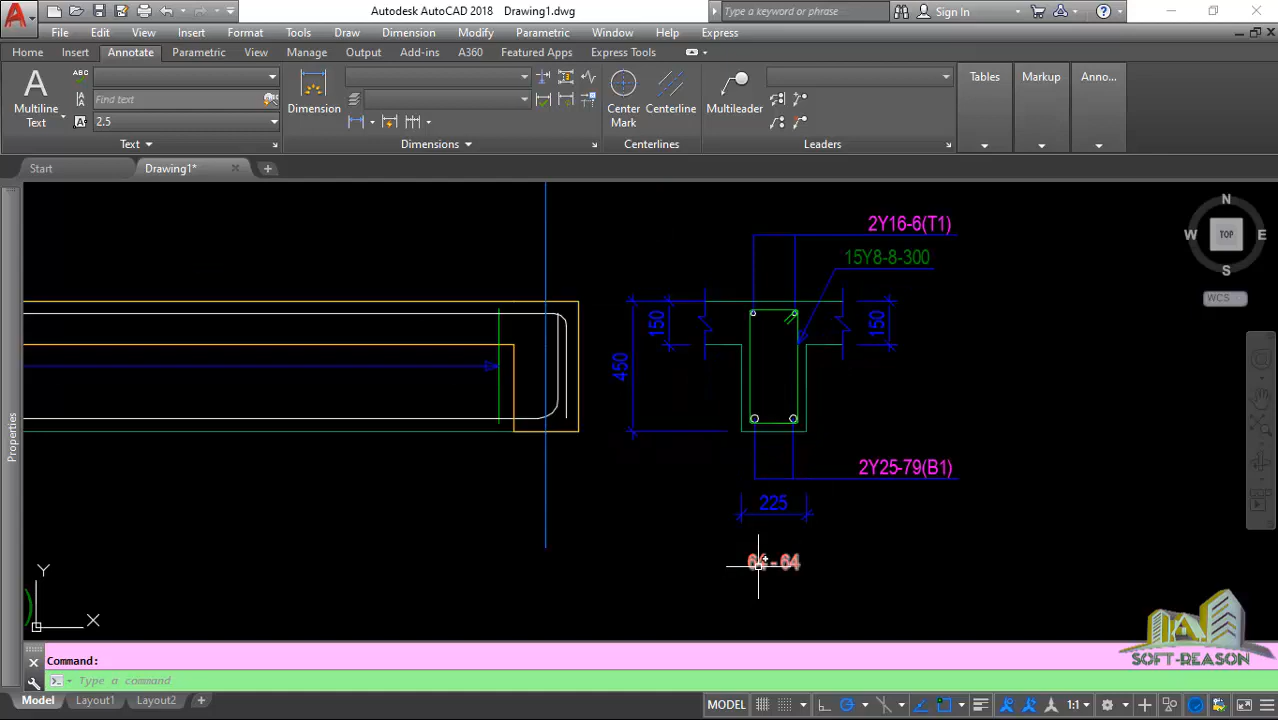 Autodesk AutoCAD 2018 Drawing1.dwg
Type a keyword or phrase
Sign In
File Edit View Insert Format Tools Draw Dimension Modify Parametric Window Help Express
Home Insert Annotate Parametric View Manage Output Add-ins A360 Featured Apps Express Tools
A
Multiline
Text
ABC
Find text
2.5
Text
Dimension
Dimensions
Center
Mark
Centerline
Centerlines
Multileader
Leaders
Tables
Markup
Anno...
Start
Drawing1*
Properties
2Y16-6(T1)
15Y8-8-300
150
450
150
2Y25-79(B1)
225
64 - 64
Y
X
N
W
TOP
E
S
WCS
SOFT-REASON
Command:
Type a command
Model Layout1 Layout2
MODEL
1:1